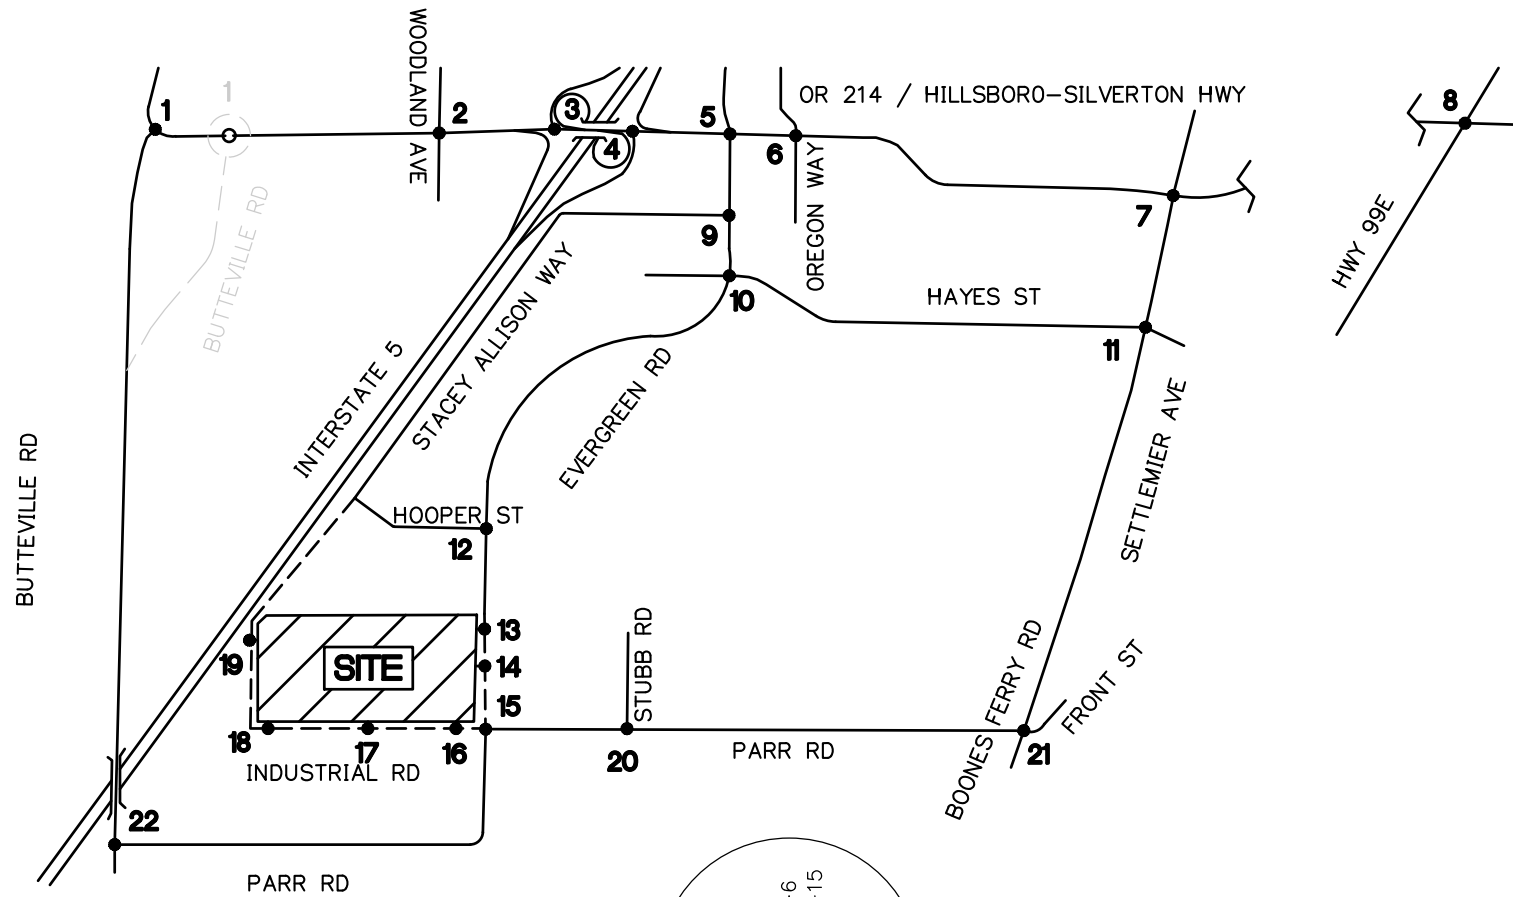 WOODLAND AVE
OR 214 / HILLSBORO-SILVERTON HWY
1
1
2
3
4
5
6
7
8
OREGON WAY
BUTTEVILLE RD
HWY 99E
9
10
HAYES ST
11
INTERSTATE 5
STACEY ALLISON WAY
EVERGREEN RD
SETTLEMIER AVE
BUTTEVILLE RD
HOOPER ST
12
13
14
15
SITE
19
STUBB RD
BOONES FERRY RD
FRONT ST
18
17
16
20
PARR RD
21
INDUSTRIAL RD
22
PARR RD
-6
-15